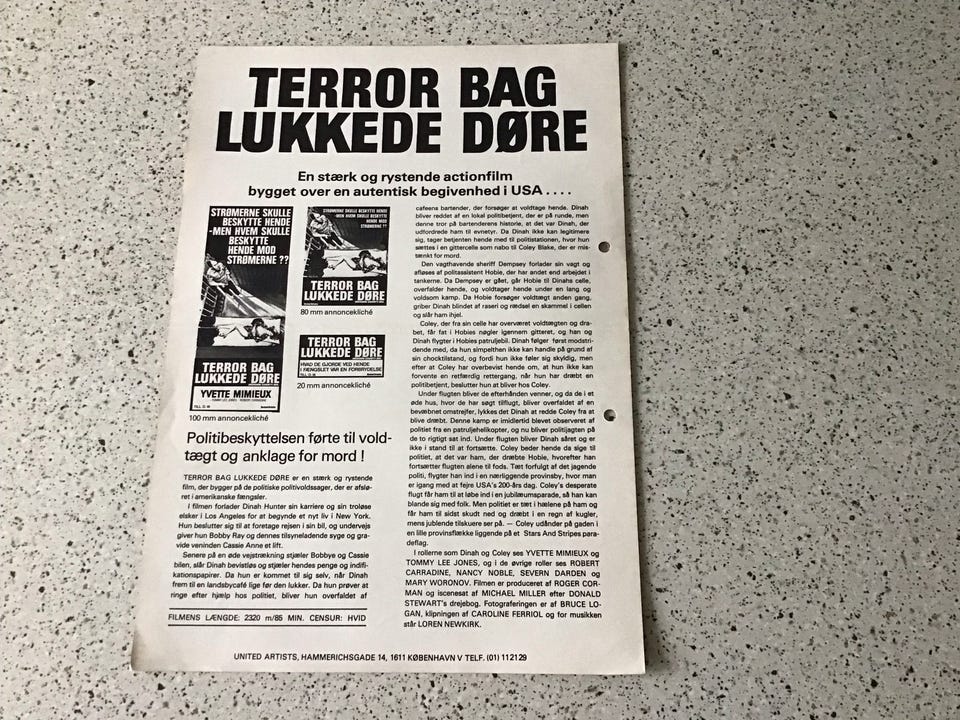 TERROR BAG
LUKKEDE DØRE
En stærk og rystende actionfilm
bygget over en autentisk begivenhed i USA . . . .
STRØMERNE SKULLE
BESKYTTE HENDE
-MEN HVEM SKULLE
BESKYTTE
HENDE MOD
STRØMERNE ??
TERROR BAG
LUKKEDE DØRE
YVETTE MIMIEUX
100 mm annoncekliché
STRØMERNE SKULLE BESKYTTE HENDE
-MEN HVEM SKULLE BESKYTTE
HENDE MOD
STRØMERNE ??
TERROR BAG
LUKKEDE DØRE
80 mm annoncekliché
TERROR BAG
LUKKEDE DØRE
HVAD DE GJORDE VED HENDE
I FÆNGSLET VAR EN FORBRYDELSE
20 mm annoncekliché
Politibeskyttelsen førte til vold-
tægt og anklage for mord !
TERROR BAG LUKKEDE DØRE er en stærk og rystende
film, der bygger på de politiske politivoldssager, der er afslø-
ret i amerikanske fængsler.
I filmen forlader Dinah Hunter sin karriere og sin troløse
elsker i Los Angeles for at begynde et nyt liv i New York.
Hun beslutter sig til at foretage rejsen i sin bil, og undervejs
giver hun Bobby Ray og dennes tilsyneladende syge og gra-
vide veninden Cassie Anne et lift.
Senere på en øde vejstrækning stjæler Bobbye og Cassie
bilen, slår Dinah bevistløs og stjæler hendes penge og indifi-
kationspapirer. Da hun er kommet til sig selv, når Dinah
frem til en landsbycafé lige før den lukker. Da hun prøver at
ringe efter hjælp hos politiet, bliver hun overfaldet af
FILMENS LÆNGDE: 2320 m/85 MIN. CENSUR: HVID
cafeens bartender, der forsøger at voldtage hende. Dinah
bliver reddet af en lokal politibetjent, der er på runde, men
denne tror på bartenderens historie, at det var Dinah, der
udfordrede ham til evnetyr. Da Dinah ikke kan legitimere
sig, tager betjenten hende med til politistationen, hvor hun
sættes i en gittercelle som nabo til Coley Blake, der er mis-
tænkt for mord.
Den vagthavende sheriff Dempsey forlader sin vagt og
afløses af politassistent Hobie, der har andet end arbejdet i
tankerne. Da Dempsey er gået, går Hobie til Dinahs celle,
overfalder hende, og voldtager hende under en lang og
voldsom kamp. Da Hobie forsøger voldtægt anden gang,
griber Dinah blindet af raseri og rædsel en skammel i cellen
og slår ham ihjel.
Coley, der fra sin celle har overværet voldtægten og dra-
bet, får fat i Hobies nøgler igennem gitteret, og han og
Dinah flygter i Hobies patruljebil. Dinah følger først modstri-
dende med, da hun simpelthen ikke kan handle på grund af
sin chocktilstand, og fordi hun ikke føler sig skyldig, men
efter at Coley har overbevist hende om, at hun ikke kan
forvente en retfærdig rettergang, når hun har dræbt en
politibetjent, beslutter hun at bliver hos Coley.
Under flugten bliver de efterhånden venner, og da de i et
øde hus, hvor de har søgt tilflugt, bliver overfaldet af en
bevæbnet omstrejfer, lykkes det Dinah at redde Coley fra at
blive dræbt. Denne kamp er imidlertid blevet observeret af
politiet fra en patruljehelikopter, og nu bliver politijagten på
de to rigtigt sat ind. Under flugten bliver Dinah såret og er
ikke i stand til at fortsætte. Coley beder hende da sige til
politiet, at det var ham, der dræbte Hobie, hvorefter han
fortsætter flugten alene til fods. Tæt forfulgt af det jagende
politi, flygter han ind i en nærliggende provinsby, hvor man
er igang med at fejre USA's 200-års dag. Coley's desperate
flugt får ham til at løbe ind i en jubilæumsparade, så han kan
blande sig med folk. Men politiet er tæt i hælene på ham og
får ham til sidst skudt ned og dræbt i en regn af kugler,
mens jublende tilskuere ser på. — Coley udånder på gaden i
en lille provinsflække liggende på et Stars And Stripes para-
deflag.
I rollerne som Dinah og Coley ses YVETTE MIMIEUX og
TOMMY LEE JONES, og i de øvrige roller ses ROBERT
CARRADINE, NANCY NOBLE, SEVERN DARDEN og
MARY WORONOV. Filmen er produceret af ROGER COR-
MAN og iscenesat af MICHAEL MILLER efter DONALD
STEWART's drejebog. Fotograferingen er af BRUCE LO-
GAN, klipningen af CAROLINE FERRIOL og for musikken
står LOREN NEWKIRK.
UNITED ARTISTS, HAMMERICHSGADE 14, 1611 KØBENHAVN V TELF. (01) 112129